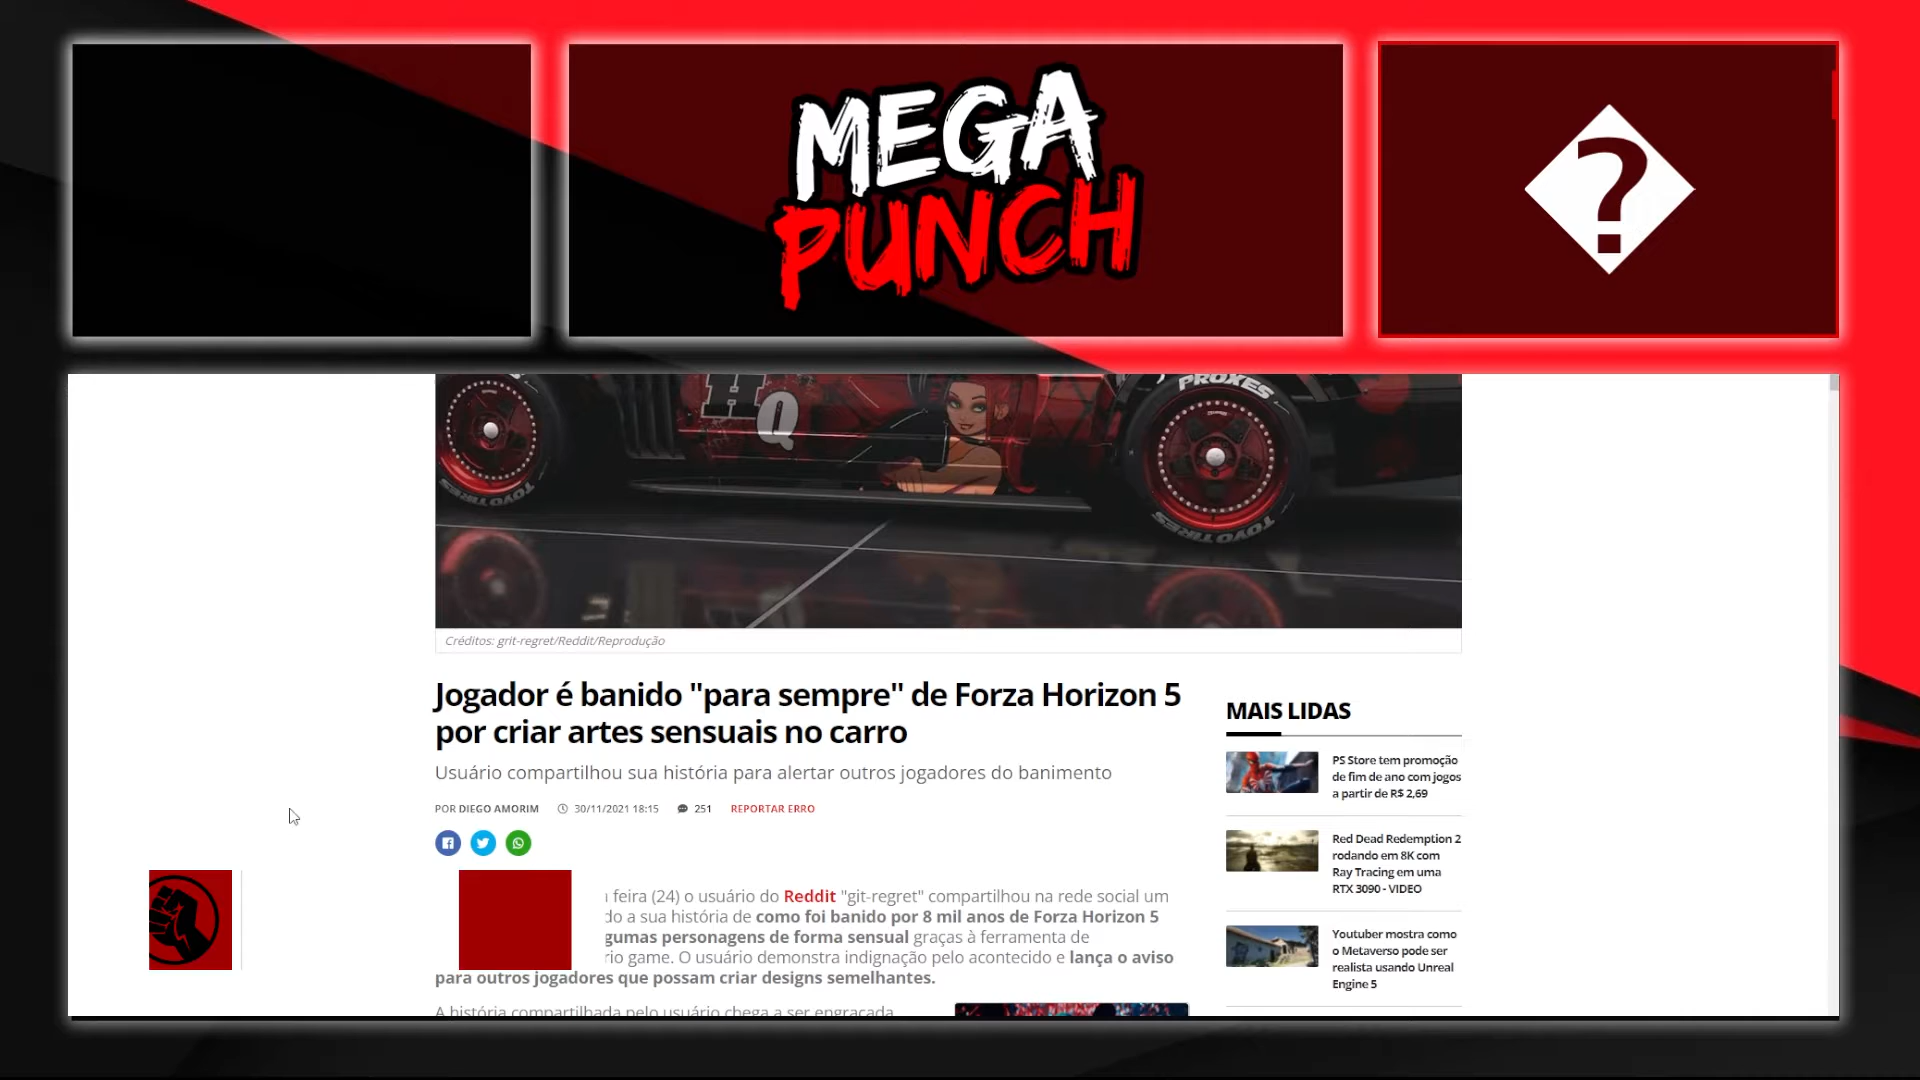 MEGA
PUNCH
?
H
Q
PROXES
TOYO TIRES
TOYO TIRES
Créditos: grit-regret/Reddit/Reprodução
Jogador é banido "para sempre" de Forza Horizon 5
por criar artes sensuais no carro
Usuário compartilhou sua história para alertar outros jogadores do banimento
POR DIEGO AMORIM 30/11/2021 18:15 251 REPORTAR ERRO
feira (24) o usuário do Reddit "git-regret" compartilhou na rede social um
do a sua história de como foi banido por 8 mil anos de Forza Horizon 5
gumas personagens de forma sensual graças à ferramenta de
rio game. O usuário demonstra indignação pelo acontecido e lança o aviso
para outros jogadores que possam criar designs semelhantes.
A história compartilhada pelo usuário chega a ser engraçada
MAIS LIDAS
PS Store tem promoção
de fim de ano com jogos
a partir de R$ 2,69
Red Dead Redemption 2
rodando em 8K com
Ray Tracing em uma
RTX 3090 - VIDEO
Youtuber mostra como
o Metaverso pode ser
realista usando Unreal
Engine 5